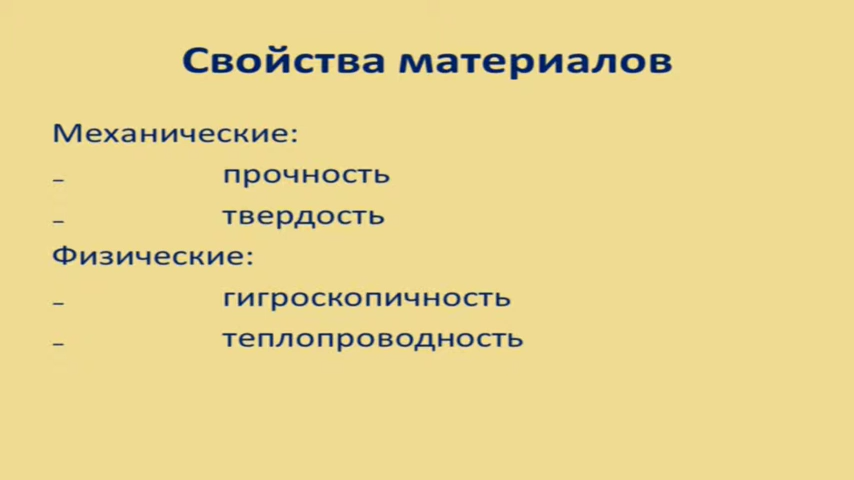 Свойства материалов
Механические:
– прочность
– твердость
Физические:
– гигроскопичность
– теплопроводность